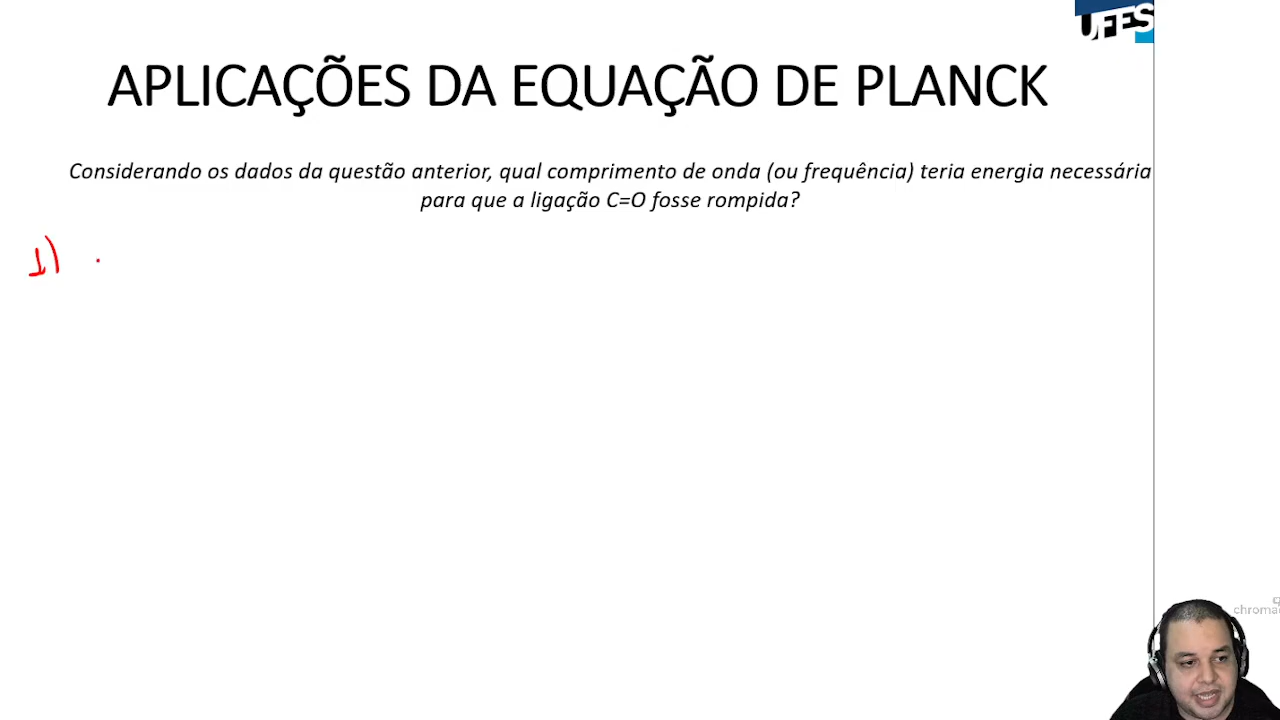 UFES
APLICAÇÕES DA EQUAÇÃO DE PLANCK
Considerando os dados da questão anterior, qual comprimento de onda (ou frequência) teria energia necessária
para que a ligação C=O fosse rompida?
1)